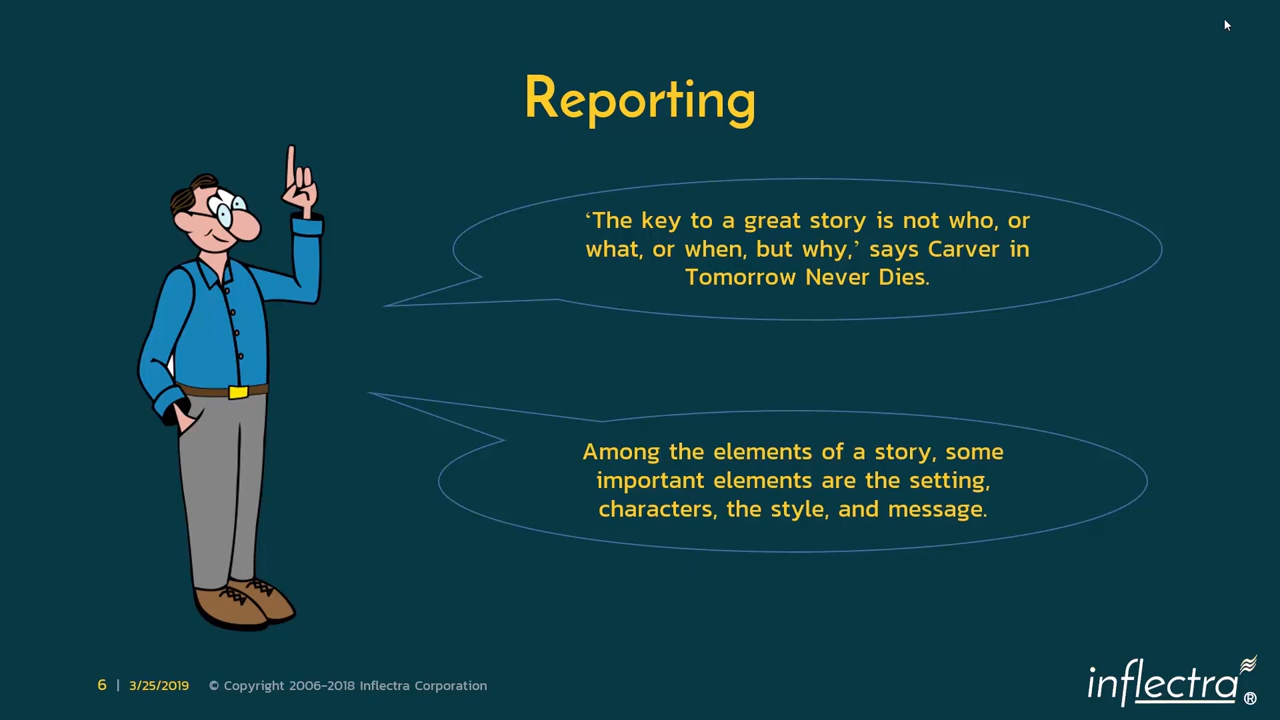 Reporting
‘The key to a great story is not who, or
what, or when, but why,’ says Carver in
Tomorrow Never Dies.
Among the elements of a story, some
important elements are the setting,
characters, the style, and message.
6 | 3/25/2019 © Copyright 2006-2018 Inflectra Corporation
inflectra®